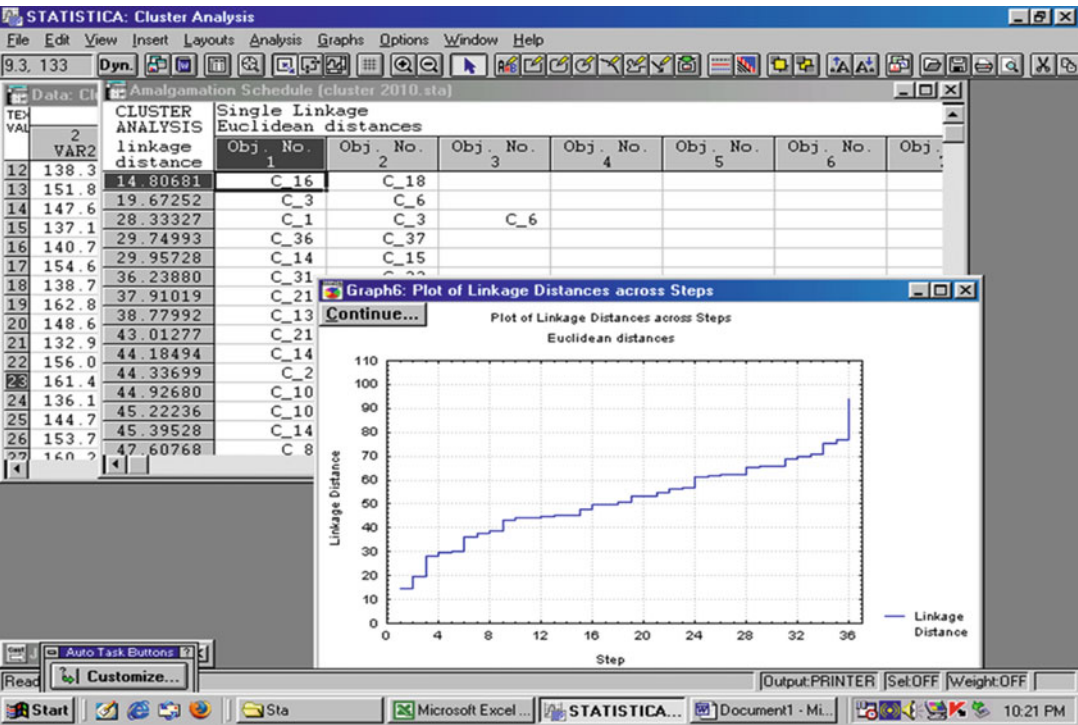 STATISTICA: Cluster Analysis
File Edit View Insert Layouts Analysis Graphs Options Window Help
9.3, 133 Dyn.
Data: Cl
Amalgamation Schedule (cluster 2010.sta)
TEX
VAL
2
VAR2
12 138.3
13 151.8
14 147.6
15 137.1
16 140.7
17 154.6
18 138.7
19 162.8
20 148.6
21 132.9
22 156.0
23 161.4
24 136.1
25 144.7
26 153.7
27 160.2
CLUSTER ANALYSIS
Single Linkage
Euclidean distances
linkage distance
Obj. No. 1
Obj. No. 2
Obj. No. 3
Obj. No. 4
Obj. No. 5
Obj. No. 6
Obj.
14.80681 C_16 C_18
19.67252 C_3 C_6
28.33327 C_1 C_3 C_6
29.74993 C_36 C_37
29.95728 C_14 C_15
36.23880 C_31
37.91019 C_21
38.77992 C_13
43.01277 C_21
44.18494 C_14
44.33699 C_2
44.92680 C_10
45.22236 C_10
45.39528 C_14
47.60768 C_8
Graph6: Plot of Linkage Distances across Steps
Continue...
Plot of Linkage Distances across Steps
Euclidean distances
Linkage Distance
110
100
90
80
70
60
50
40
30
20
10
0
0 4 8 12 16 20 24 28 32 36
Step
Linkage Distance
Auto Task Buttons
Customize...
Read
Output:PRINTER Sel:OFF Weight:OFF
Start
Sta
Microsoft Excel ...
STATISTICA...
Document1 - Mi...
10:21 PM